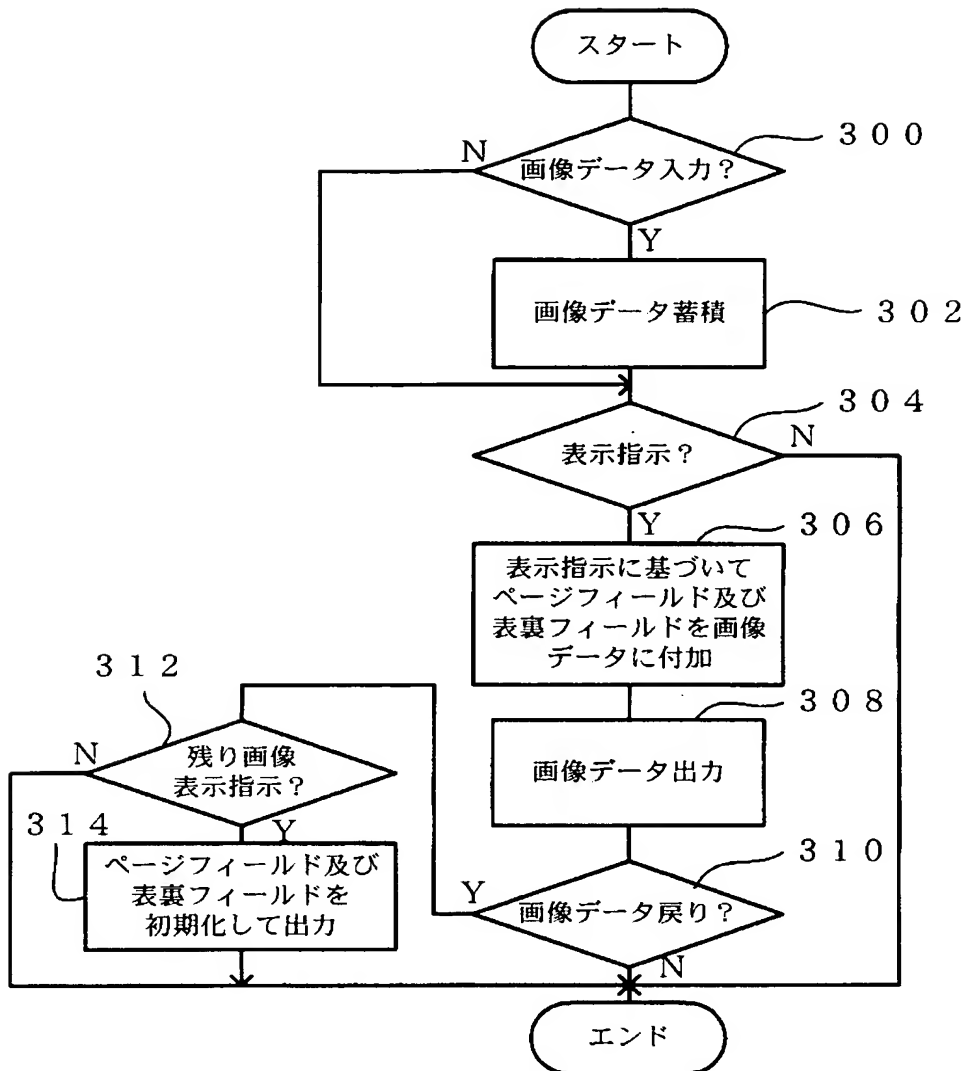 スタート
300
N
画像データ入力?
Y
画像データ蓄積
302
304
表示指示?
N
Y
306
表示指示に基づいて
ページフィールド及び
表裏フィールドを画像
データに付加
308
画像データ出力
310
画像データ戻り?
Y
N
312
残り画像
表示指示?
N
Y
314
ページフィールド及び
表裏フィールドを
初期化して出力
エンド